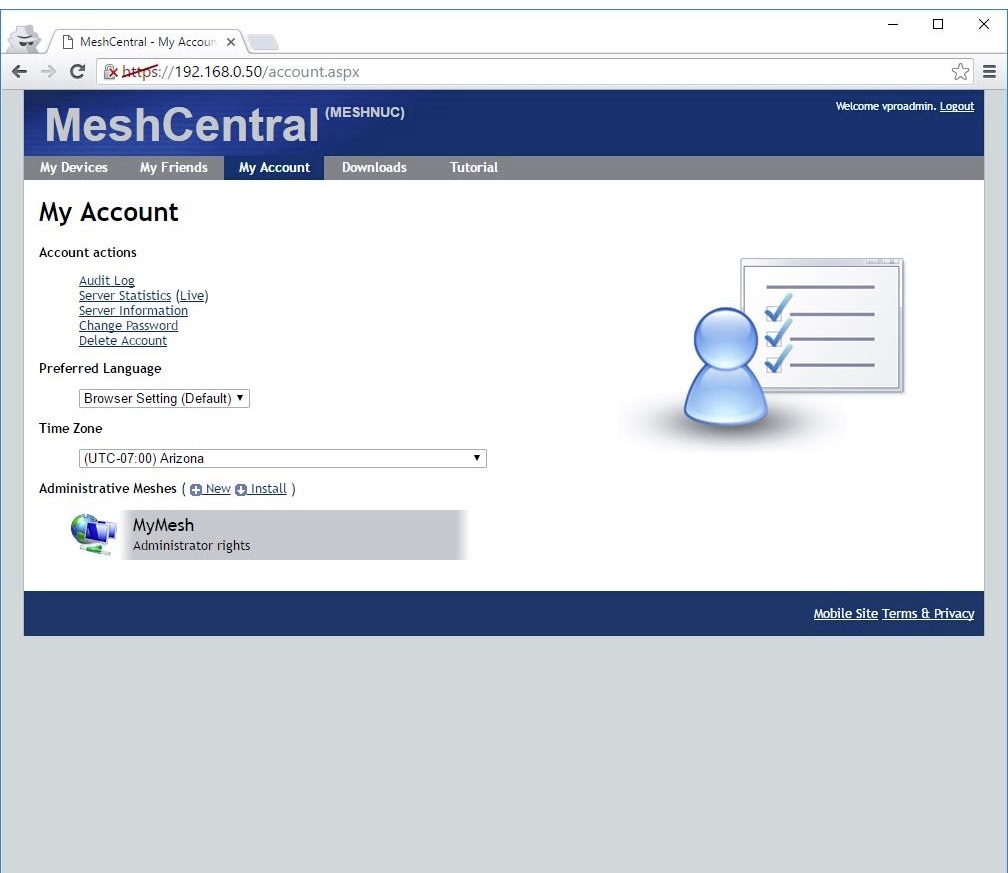 MeshCentral - My Accoun
https://192.168.0.50/account.aspx
MeshCentral (MESHNUC)
Welcome vproadmin. Logout
My Devices My Friends My Account Downloads Tutorial
My Account
Account actions
Audit Log
Server Statistics (Live)
Server Information
Change Password
Delete Account
Preferred Language
Browser Setting (Default)
Time Zone
(UTC-07:00) Arizona
Administrative Meshes ( New Install )
MyMesh
Administrator rights
Mobile Site Terms & Privacy